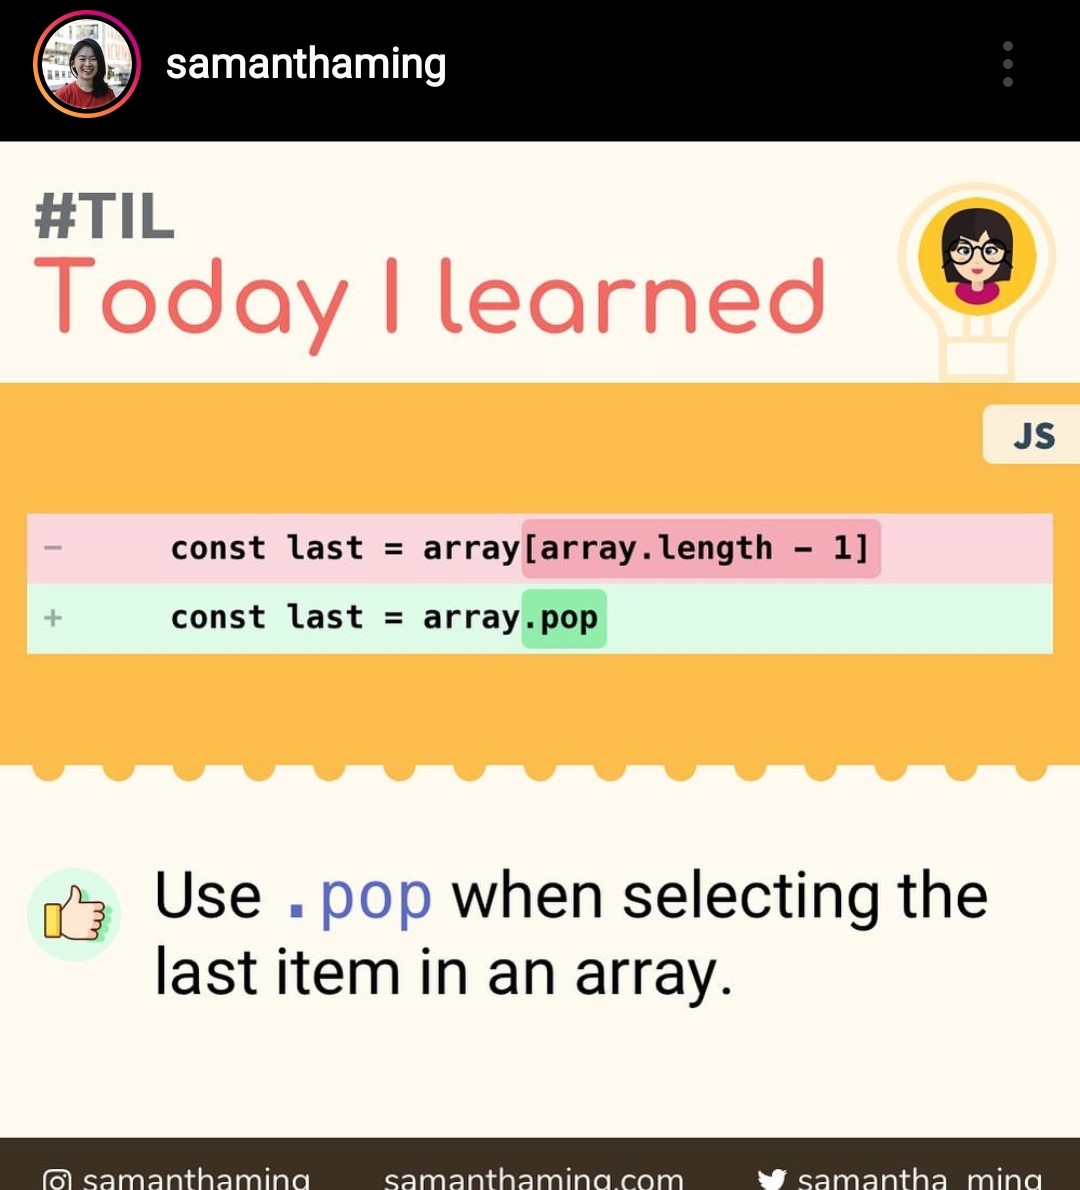 samanthaming
#TIL
Today I learned
JS
− const last = array[array.length − 1]
+ const last = array.pop
Use .pop when selecting the
last item in an array.
samanthaming samanthaming.com samantha_ming